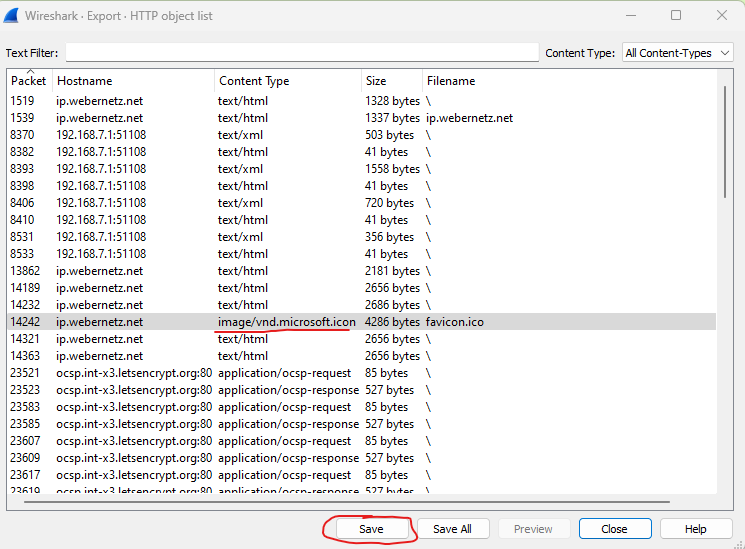 Wireshark · Export · HTTP object list
Text Filter: Content Type: All Content-Types
Packet Hostname Content Type Size Filename
1519 ip.webernetz.net text/html 1328 bytes \
1539 ip.webernetz.net text/html 1337 bytes ip.webernetz.net
8370 192.168.7.1:51108 text/xml 503 bytes \
8382 192.168.7.1:51108 text/html 41 bytes \
8393 192.168.7.1:51108 text/xml 1558 bytes \
8398 192.168.7.1:51108 text/html 41 bytes \
8406 192.168.7.1:51108 text/xml 720 bytes \
8410 192.168.7.1:51108 text/html 41 bytes \
8531 192.168.7.1:51108 text/xml 356 bytes \
8533 192.168.7.1:51108 text/html 41 bytes \
13862 ip.webernetz.net text/html 2181 bytes \
14189 ip.webernetz.net text/html 2656 bytes \
14232 ip.webernetz.net text/html 2686 bytes \
14242 ip.webernetz.net image/vnd.microsoft.icon 4286 bytes favicon.ico
14321 ip.webernetz.net text/html 2656 bytes \
14363 ip.webernetz.net text/html 2656 bytes \
23521 ocsp.int-x3.letsencrypt.org:80 application/ocsp-request 85 bytes \
23523 ocsp.int-x3.letsencrypt.org:80 application/ocsp-response 527 bytes \
23583 ocsp.int-x3.letsencrypt.org:80 application/ocsp-request 85 bytes \
23585 ocsp.int-x3.letsencrypt.org:80 application/ocsp-response 527 bytes \
23607 ocsp.int-x3.letsencrypt.org:80 application/ocsp-request 85 bytes \
23609 ocsp.int-x3.letsencrypt.org:80 application/ocsp-response 527 bytes \
23617 ocsp.int-x3.letsencrypt.org:80 application/ocsp-request 85 bytes \
23619 ocsp.int-x3.letsencrypt.org:80 application/ocsp-response 527 bytes \
Save Save All Preview Close Help